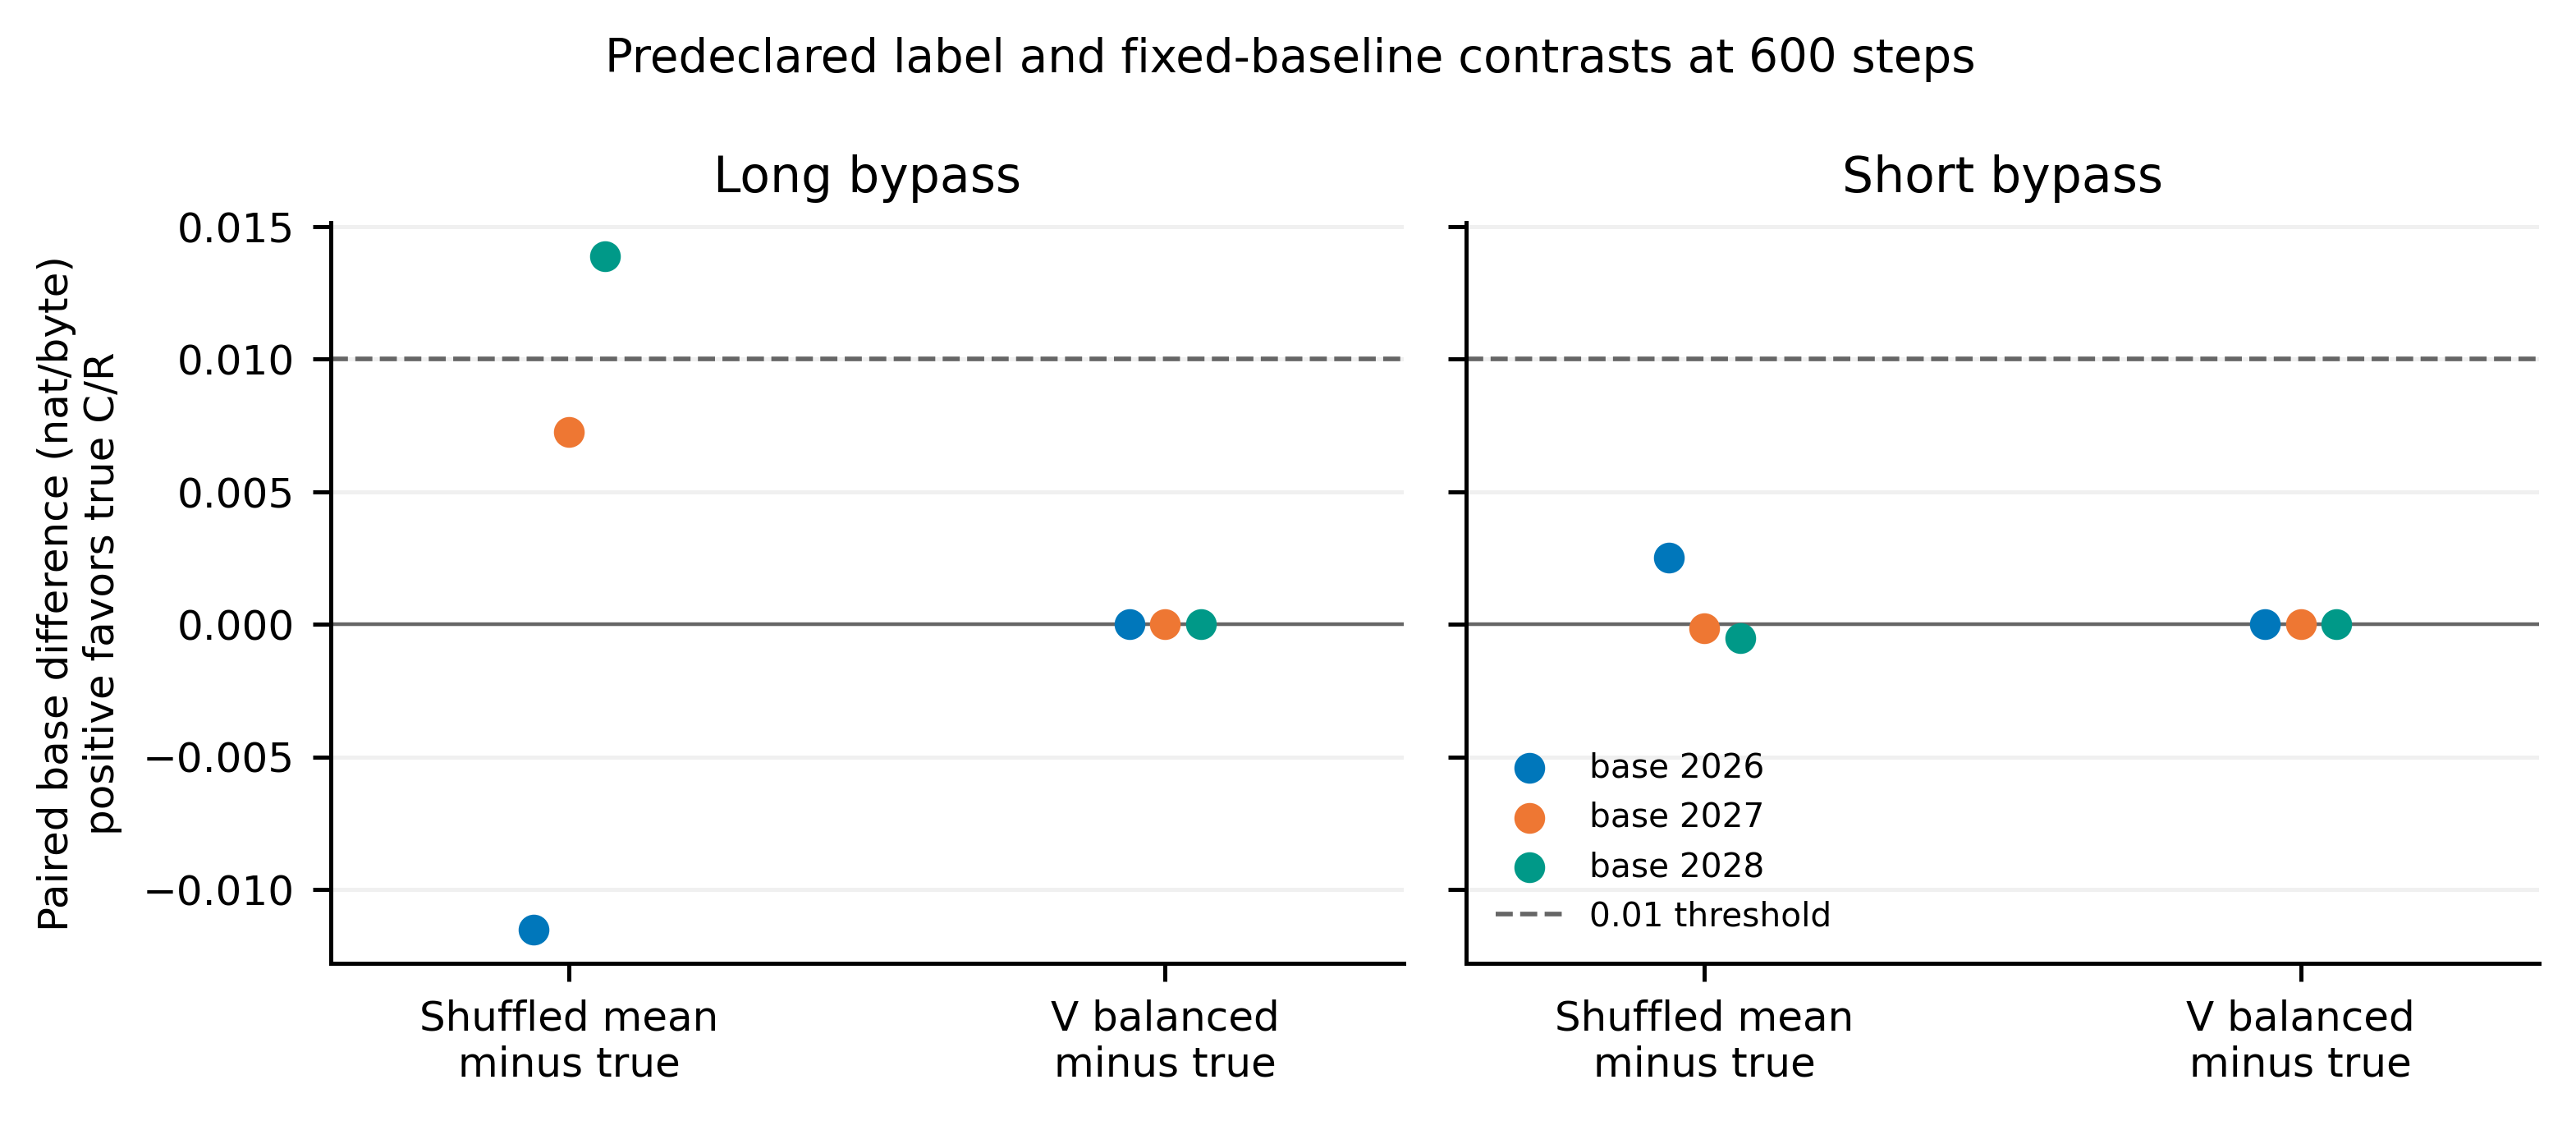 Predeclared label and fixed-baseline contrasts at 600 steps
Long bypass
Short bypass
Paired base difference (nat/byte)
positive favors true C/R
0.015
0.010
0.005
0.000
−0.005
−0.010
base 2026
base 2027
base 2028
0.01 threshold
Shuffled mean
minus true
V balanced
minus true
Shuffled mean
minus true
V balanced
minus true